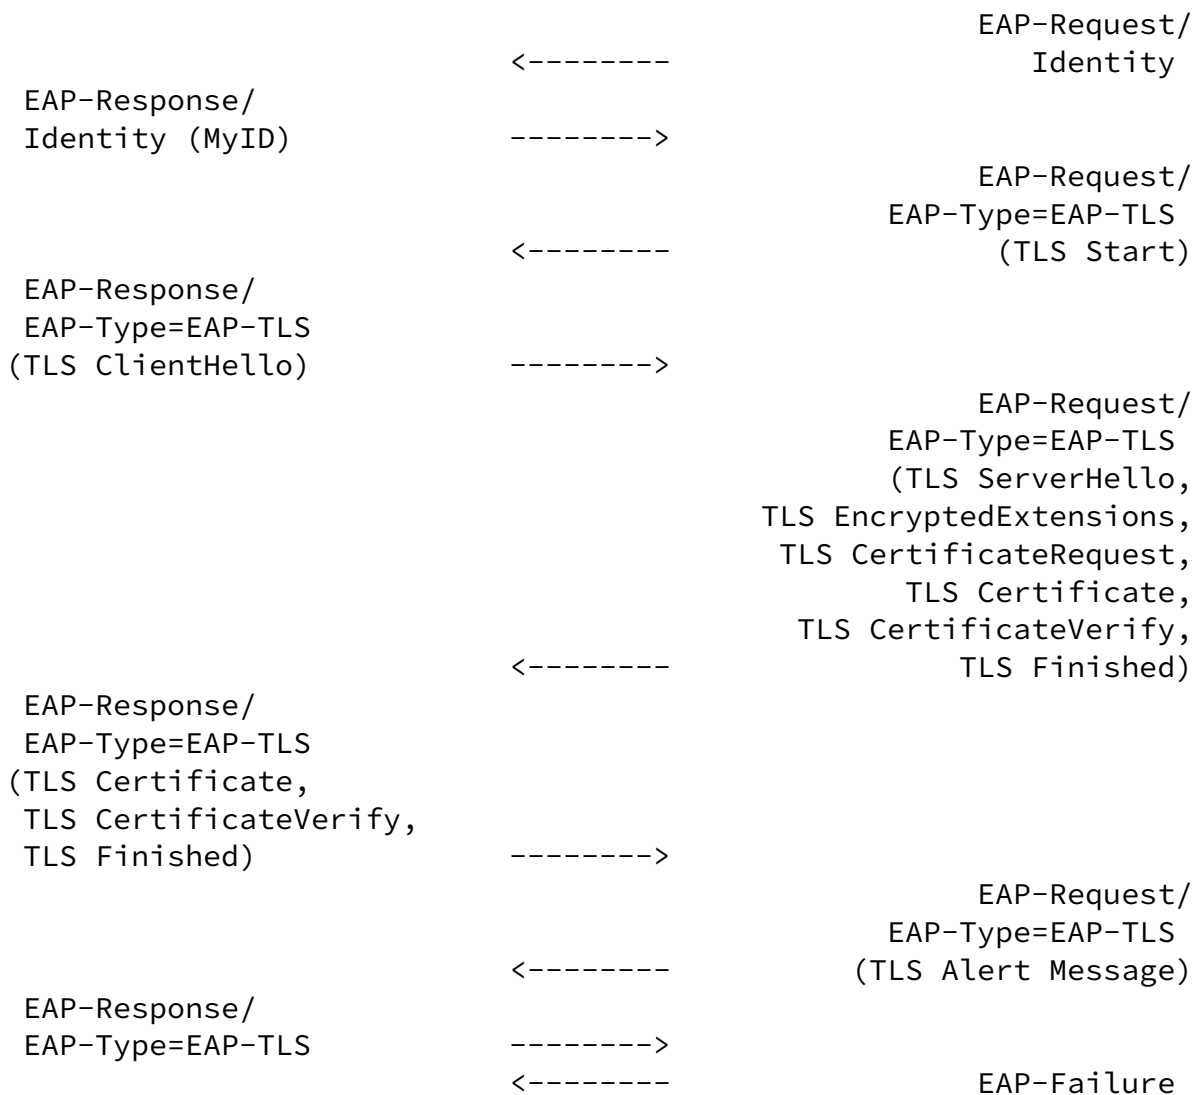 EAP-Request/
<-------- Identity
EAP-Response/
Identity (MyID) -------->
EAP-Request/
EAP-Type=EAP-TLS
<-------- (TLS Start)
EAP-Response/
EAP-Type=EAP-TLS
(TLS ClientHello) -------->
EAP-Request/
EAP-Type=EAP-TLS
(TLS ServerHello,
TLS EncryptedExtensions,
TLS CertificateRequest,
TLS Certificate,
TLS CertificateVerify,
<-------- TLS Finished)
EAP-Response/
EAP-Type=EAP-TLS
(TLS Certificate,
TLS CertificateVerify,
TLS Finished) -------->
EAP-Request/
EAP-Type=EAP-TLS
<-------- (TLS Alert Message)
EAP-Response/
EAP-Type=EAP-TLS -------->
<-------- EAP-Failure